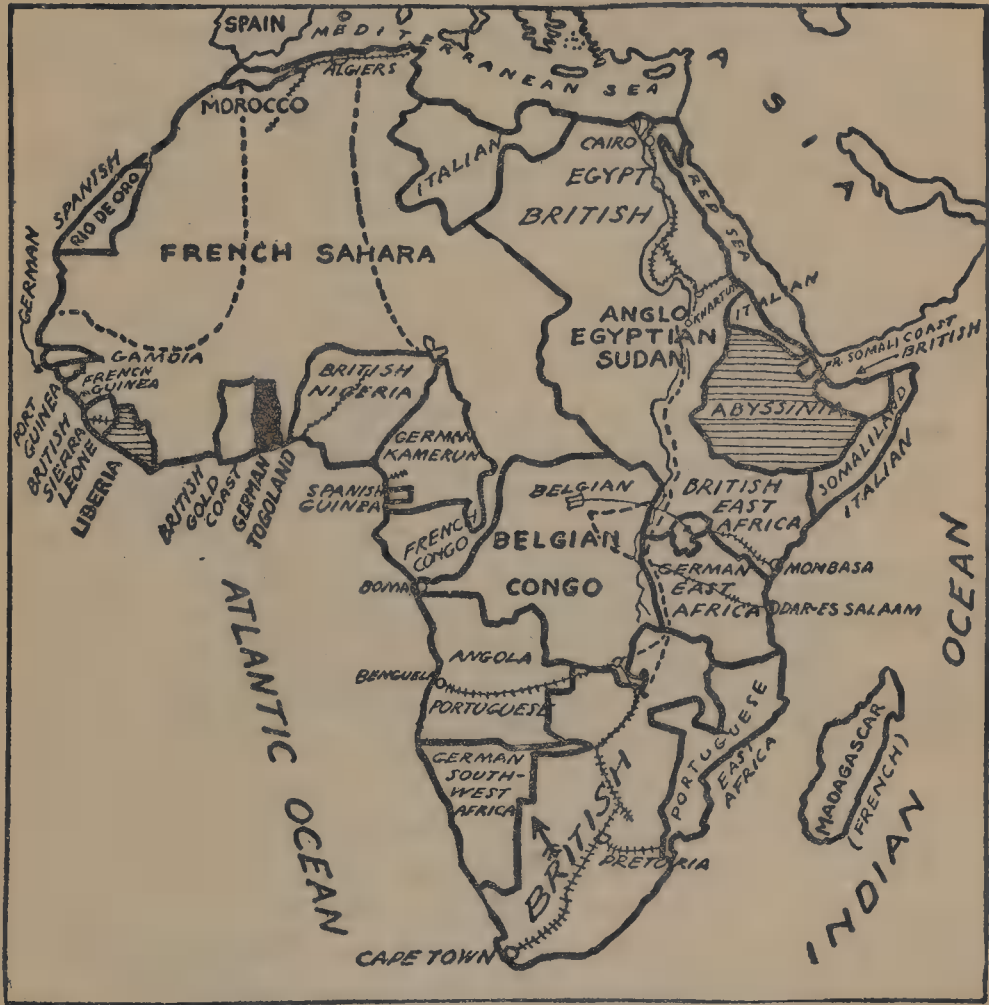 SPAIN
MEDITERRANEAN SEA
ALGIERS
MOROCCO
ASIA
SPANISH
RIO DE ORO
ITALIAN
CAIRO
EGYPT
BRITISH
RED SEA
FRENCH SAHARA
GERMAN
ANGLO
EGYPTIAN
SUDAN
KHARTUM
ITALIAN
FR. SOMALI COAST
BRITISH
GAMBIA
FRENCH
GUINEA
PORT
GUINEA
BRITISH
SIERRA
LEONE
LIBERIA
BRITISH
GOLD
COAST
GERMAN
TOGOLAND
BRITISH
NIGERIA
ABYSSINIA
SOMALILAND
ITALIAN
GERMAN
KAMERUN
SPANISH
GUINEA
FRENCH
CONGO
BELGIAN
BELGIAN
CONGO
BRITISH
EAST
AFRICA
MOMBASA
GERMAN
EAST
AFRICA
DAR-ES SALAAM
BOMA
ATLANTIC OCEAN
ANGOLA
BENGUELA
PORTUGUESE
GERMAN
SOUTH-
WEST
AFRICA
BRITISH
PORTUGUESE
EAST
AFRICA
PRETORIA
CAPE TOWN
MADAGASCAR
(FRENCH)
INDIAN OCEAN